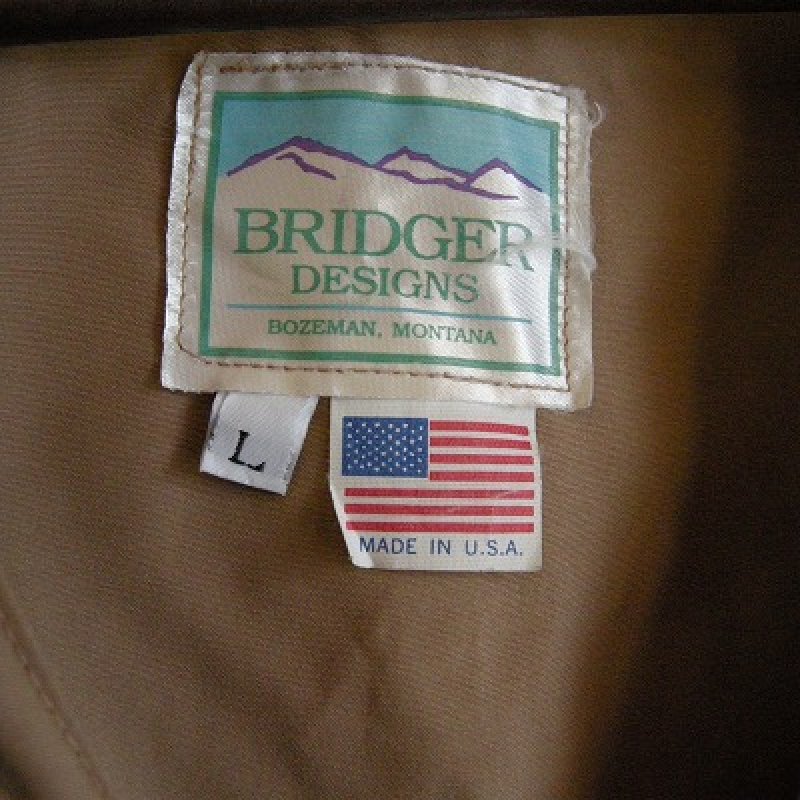 BRIDGER
DESIGNS
BOZEMAN, MONTANA
L
MADE IN U.S.A.